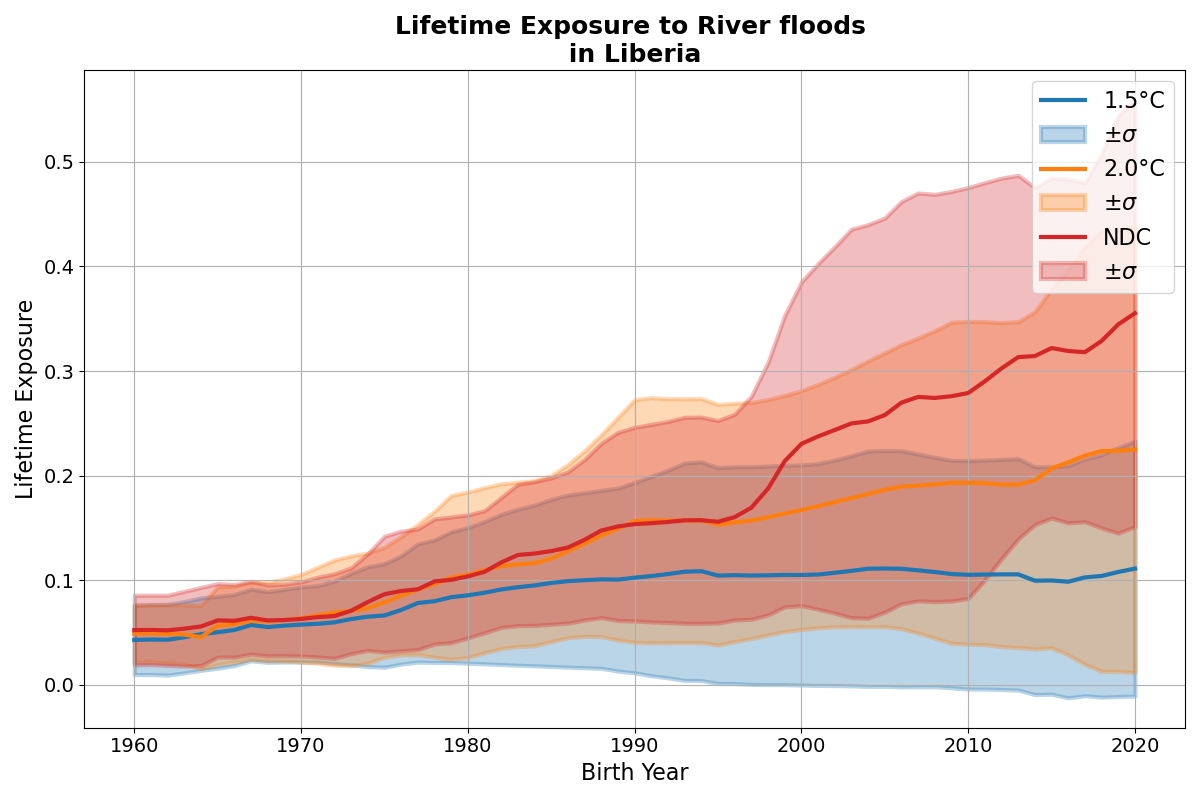 Lifetime Exposure to River floods
in Liberia
1.5°C
±σ
2.0°C
±σ
NDC
±σ
Lifetime Exposure
0.5
0.4
0.3
0.2
0.1
0.0
1960 1970 1980 1990 2000 2010 2020
Birth Year